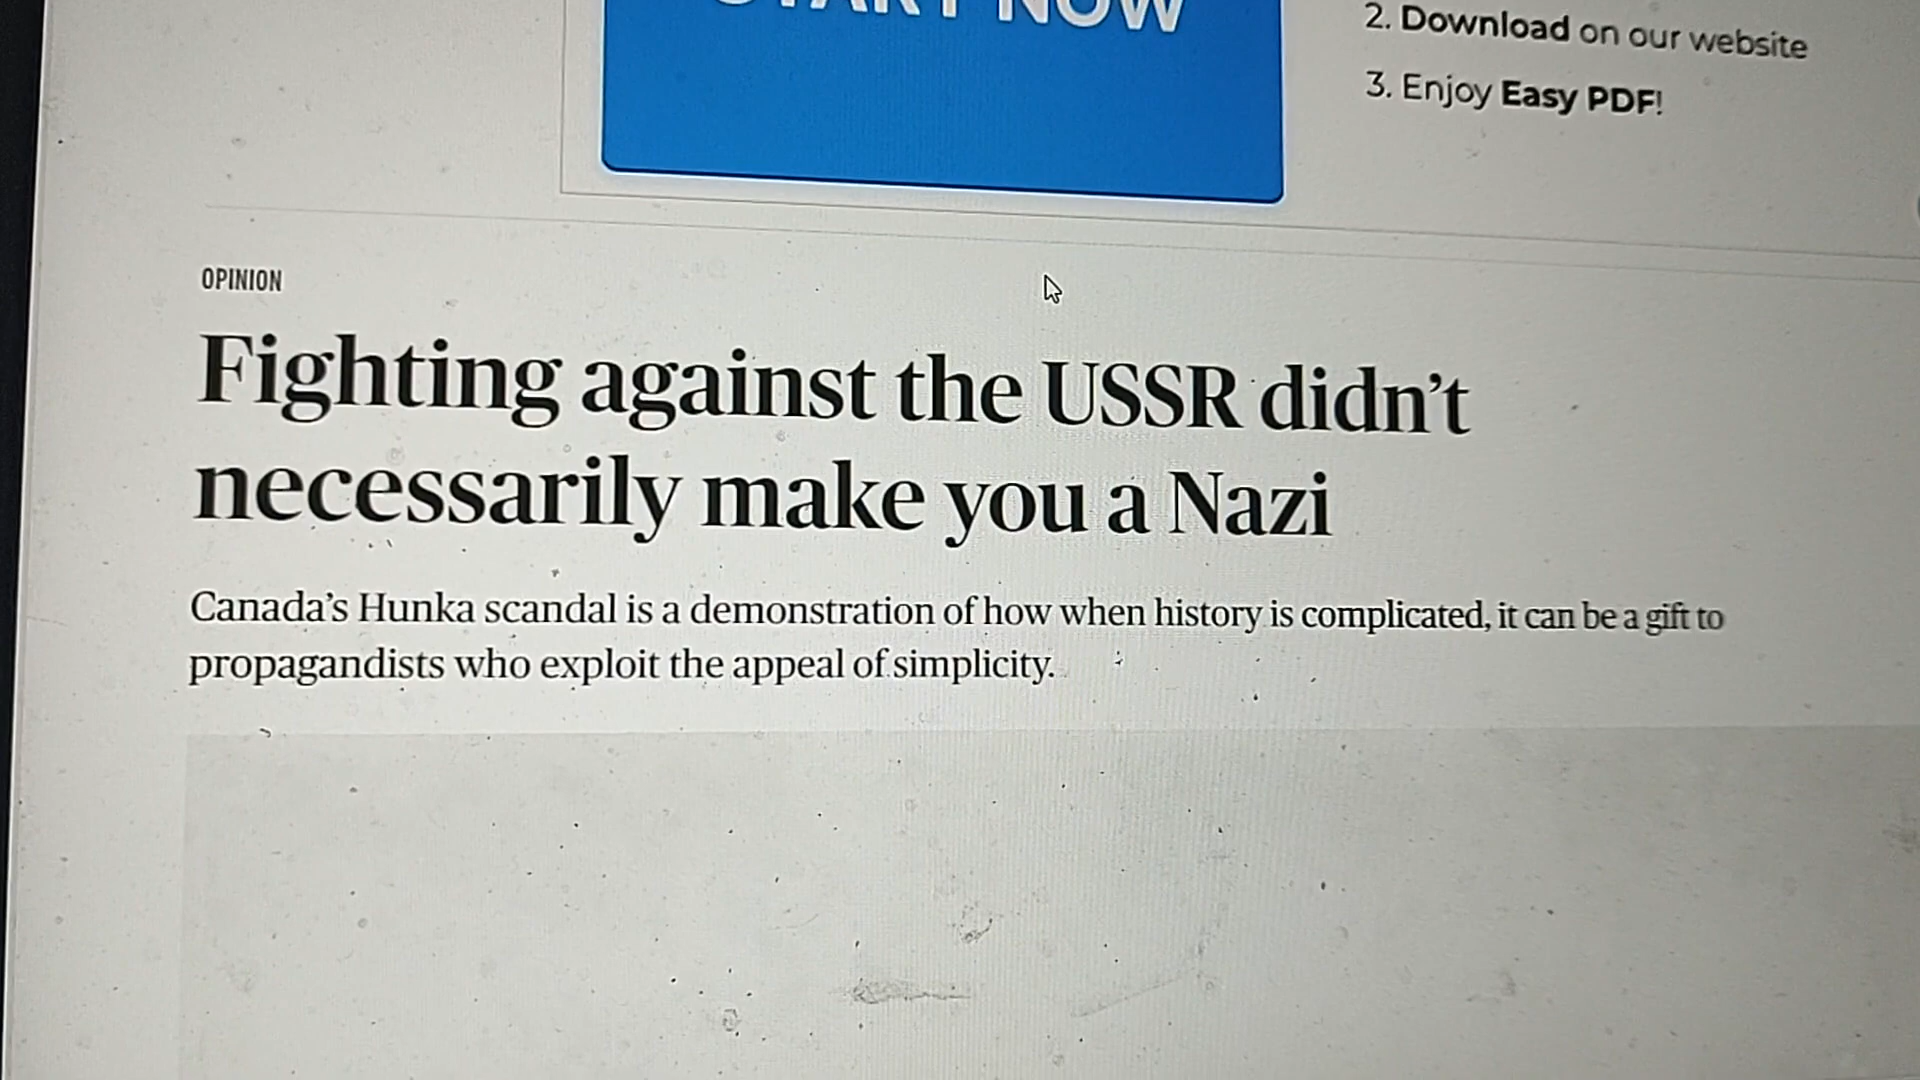 START NOW
2. Download on our website
3. Enjoy Easy PDF!
OPINION
Fighting against the USSR didn’t
necessarily make you a Nazi
Canada’s Hunka scandal is a demonstration of how when history is complicated, it can be a gift to
propagandists who exploit the appeal of simplicity.